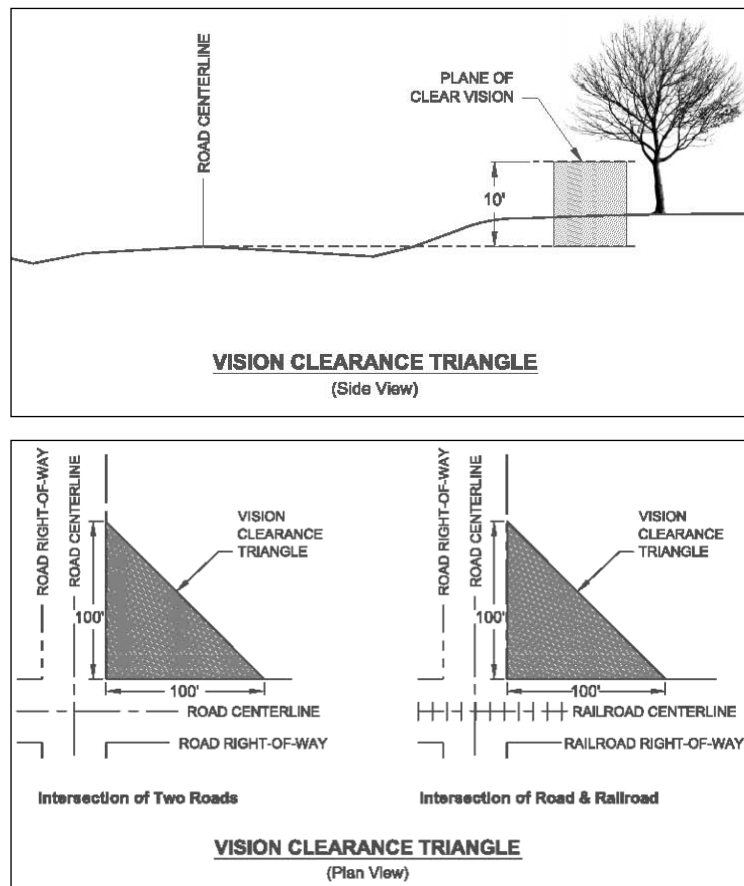 ROAD CENTERLINE
PLANE OF
CLEAR VISION
10'
VISION CLEARANCE TRIANGLE
(Side View)
ROAD RIGHT-OF-WAY
ROAD CENTERLINE
VISION
CLEARANCE
TRIANGLE
100'
100'
ROAD CENTERLINE
ROAD RIGHT-OF-WAY
Intersection of Two Roads
ROAD RIGHT-OF-WAY
ROAD CENTERLINE
VISION
CLEARANCE
TRIANGLE
100'
100'
RAILROAD CENTERLINE
RAILROAD RIGHT-OF-WAY
Intersection of Road & Railroad
VISION CLEARANCE TRIANGLE
(Plan View)